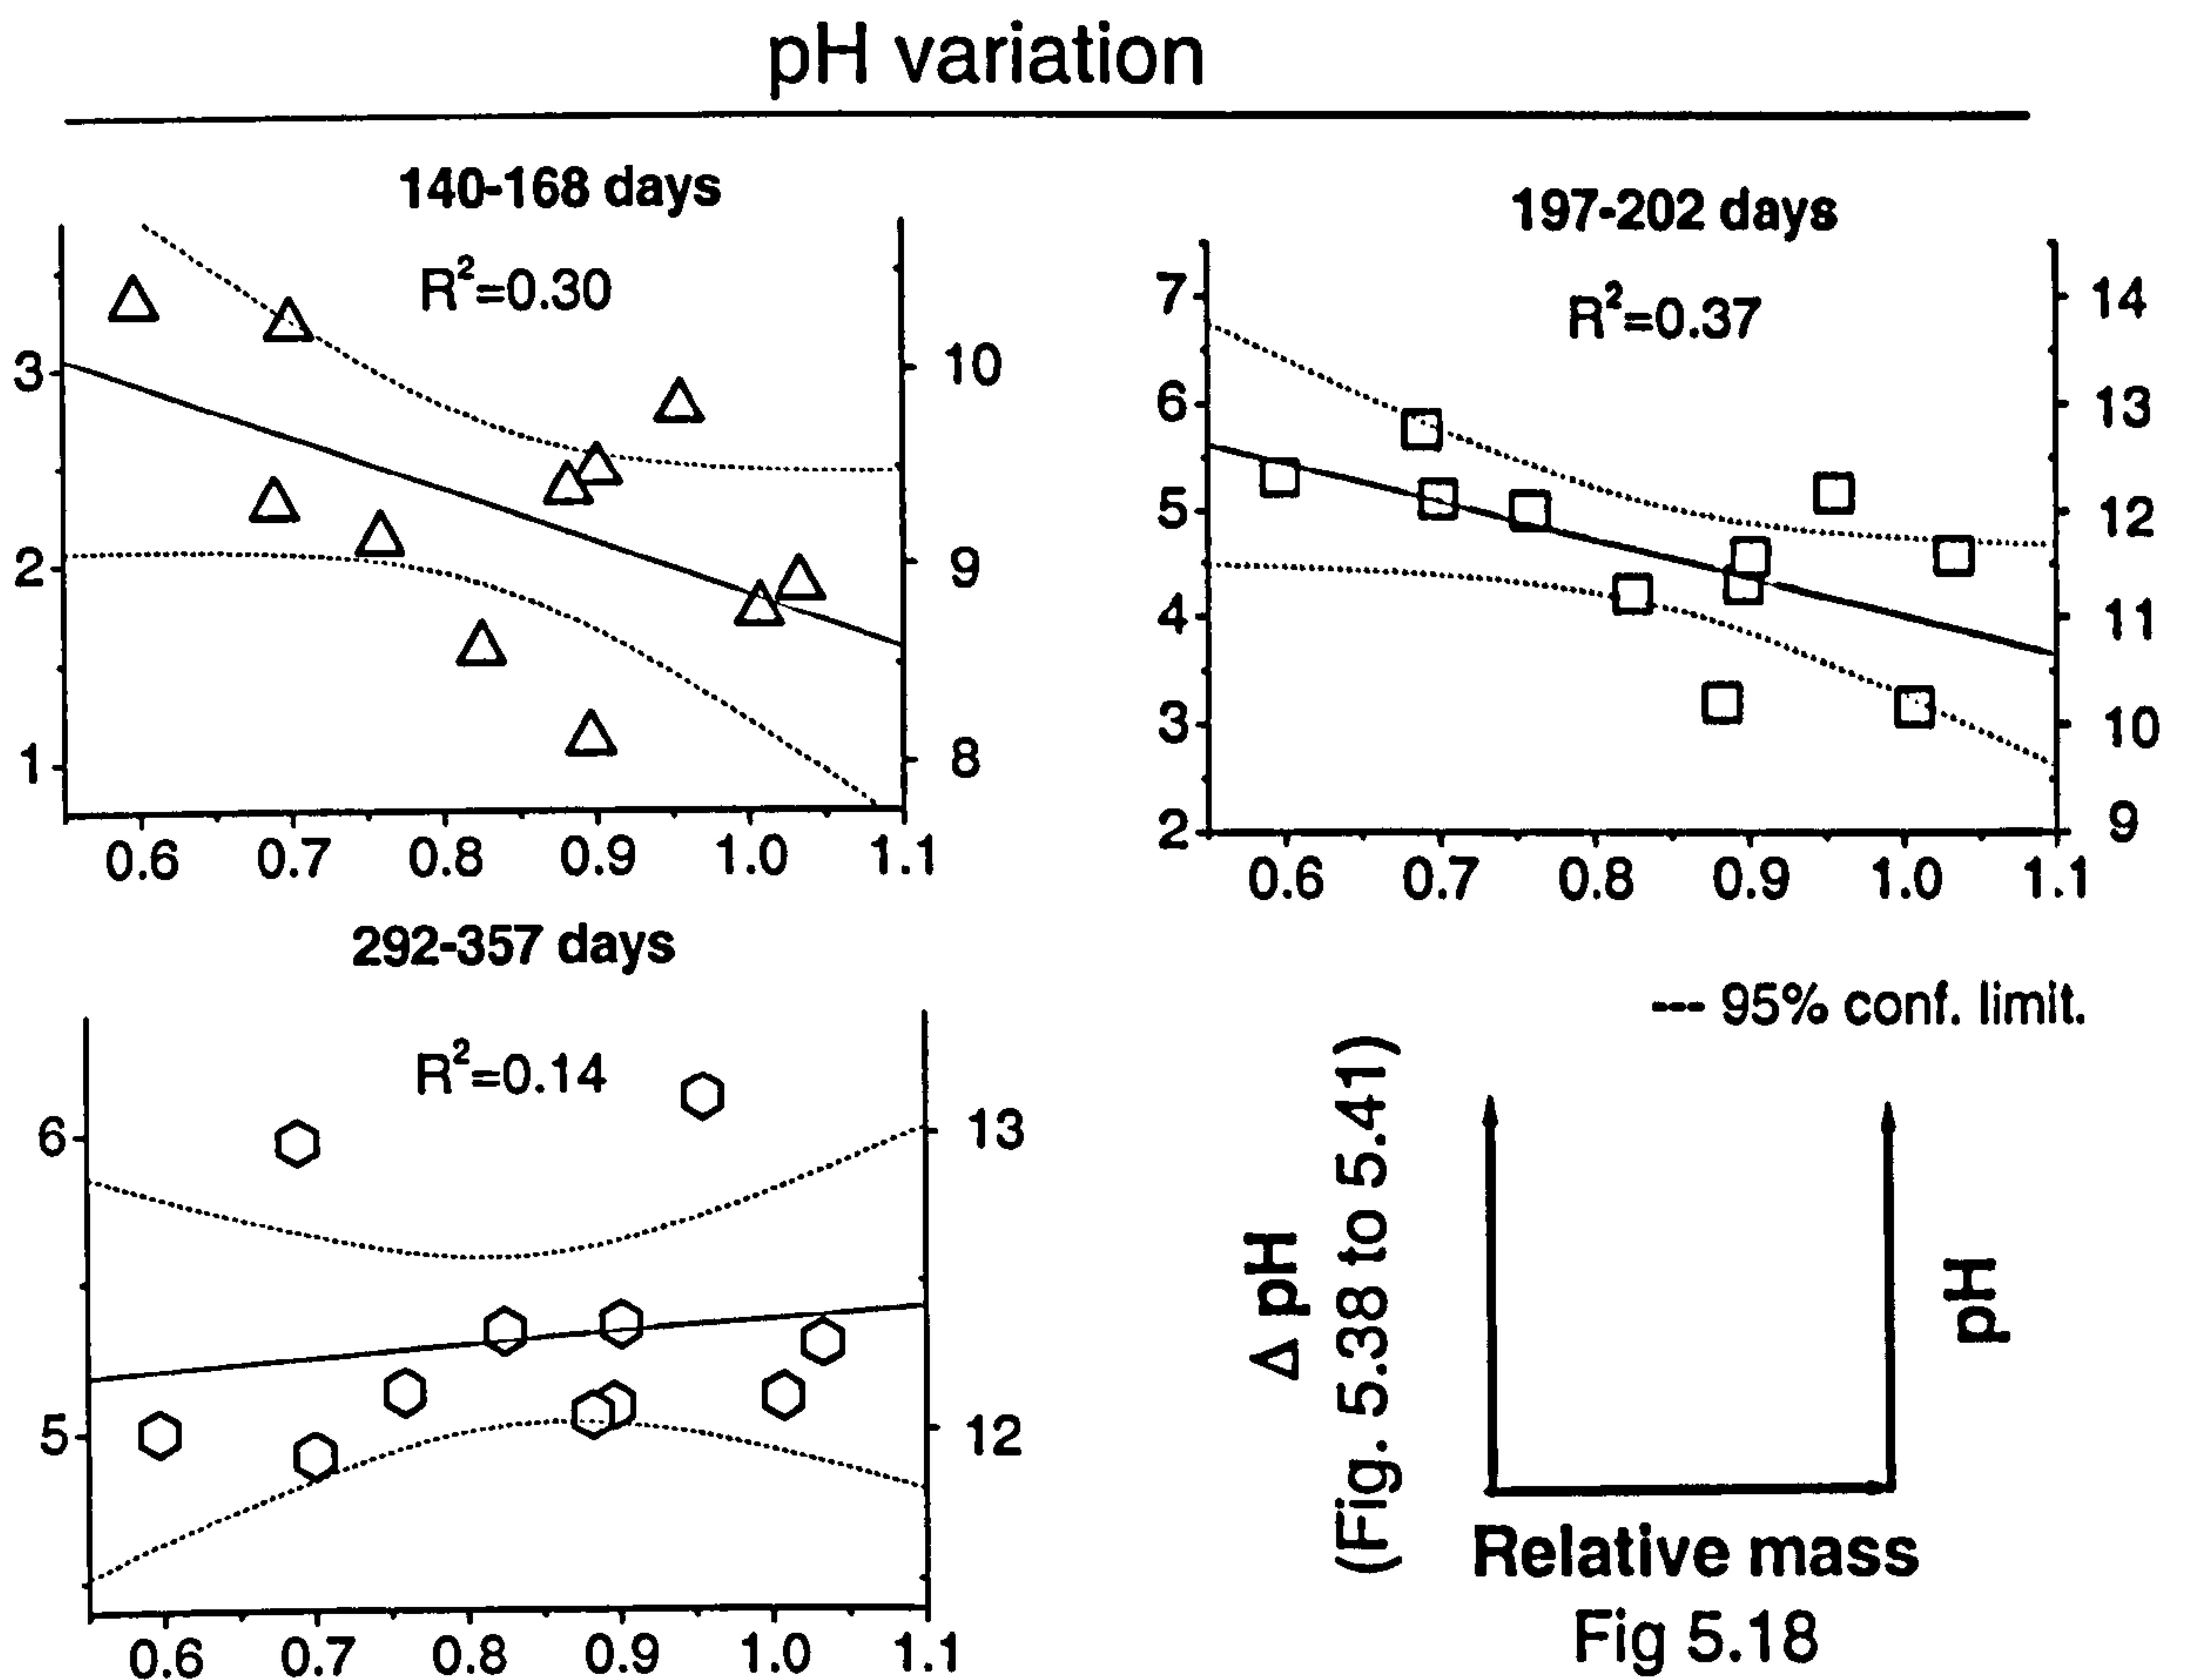 pH variation
140-168 days
R²=0.30
3
2
1
10
9
8
0.6 0.7 0.8 0.9 1.0 1.1
197-202 days
R²=0.37
7
6
5
4
3
2
14
13
12
11
10
9
0.6 0.7 0.8 0.9 1.0 1.1
292-357 days
R²=0.14
6
5
13
12
0.6 0.7 0.8 0.9 1.0 1.1
--- 95% conf. limit.
Δ pH
(Fig. 5.38 to 5.41)
pH
Relative mass
Fig 5.18